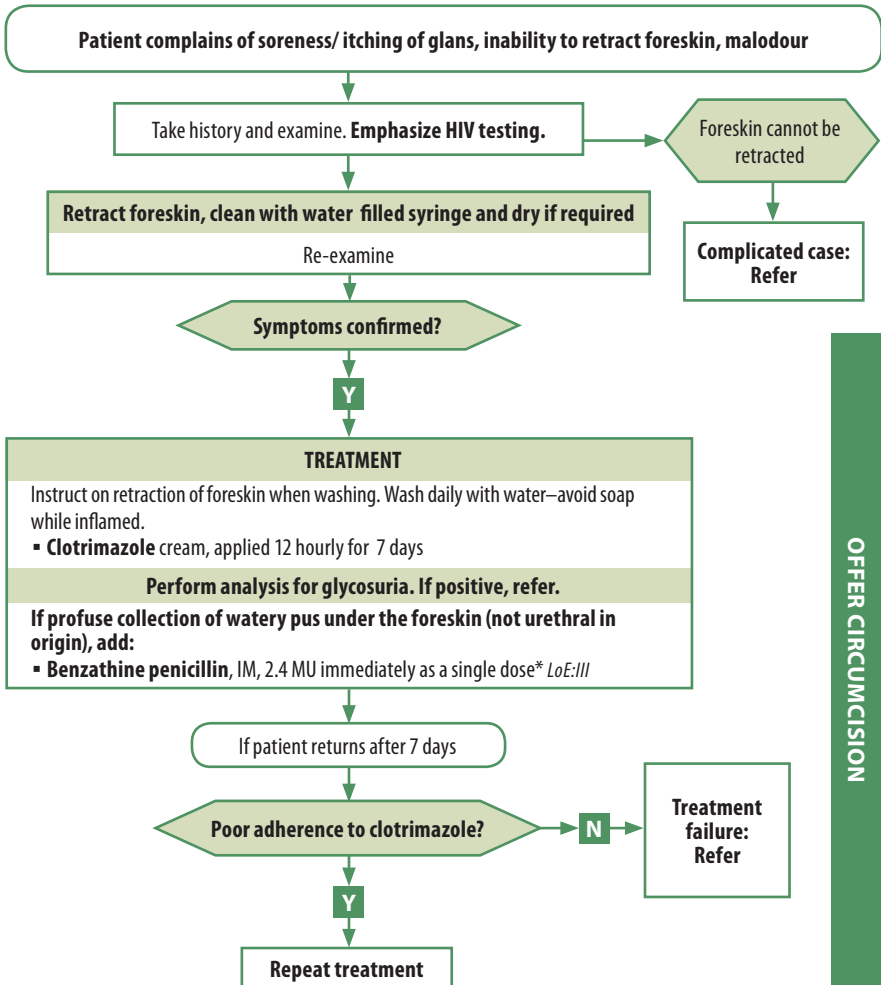 Patient complains of soreness/ itching of glans, inability to retract foreskin, malodour
Take history and examine. Emphasize HIV testing.
Foreskin cannot be
retracted
Complicated case:
Refer
Retract foreskin, clean with water filled syringe and dry if required
Re-examine
Symptoms confirmed?
Y
TREATMENT
Instruct on retraction of foreskin when washing. Wash daily with water–avoid soap
while inflamed.
▪ Clotrimazole cream, applied 12 hourly for 7 days
Perform analysis for glycosuria. If positive, refer.
If profuse collection of watery pus under the foreskin (not urethral in
origin), add:
▪ Benzathine penicillin, IM, 2.4 MU immediately as a single dose* LoE:III
If patient returns after 7 days
Poor adherence to clotrimazole?
N
Treatment
failure:
Refer
Y
Repeat treatment
OFFER CIRCUMCISION